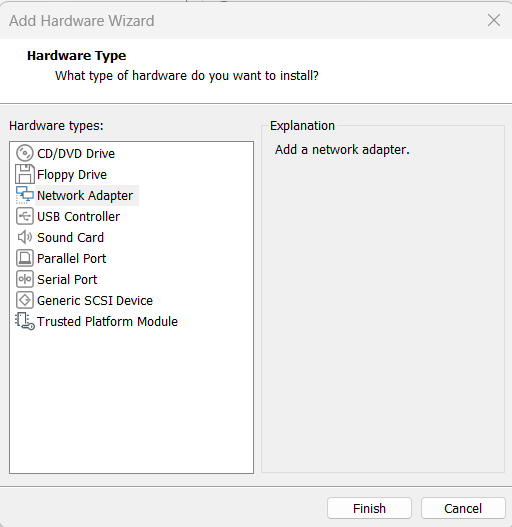 Add Hardware Wizard
Hardware Type
What type of hardware do you want to install?
Hardware types:
CD/DVD Drive
Floppy Drive
Network Adapter
USB Controller
Sound Card
Parallel Port
Serial Port
Generic SCSI Device
Trusted Platform Module
Explanation
Add a network adapter.
Finish
Cancel